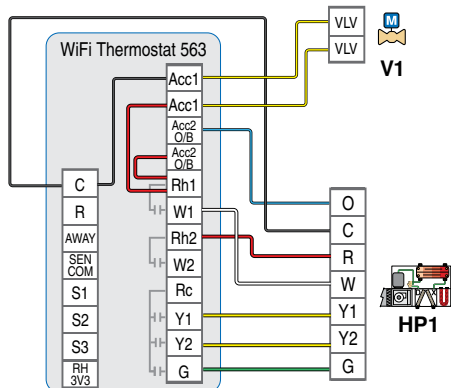 WiFi Thermostat 563
Acc1
Acc1
Acc2
O/B
Acc2
O/B
Rh1
W1
Rh2
W2
Rc
Y1
Y2
G
C
R
AWAY
SEN
COM
S1
S2
S3
RH
3V3
VLV
VLV
M
V1
O
C
R
W
Y1
Y2
G
HP1